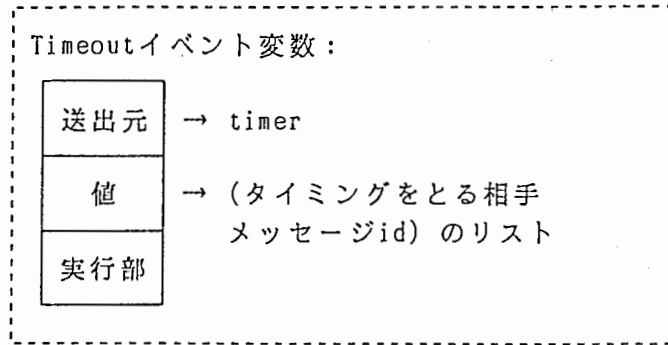 Timeoutイベント変数：
送出元 → timer
値 → (タイミングをとる相手
メッセージid) のリスト
実行部